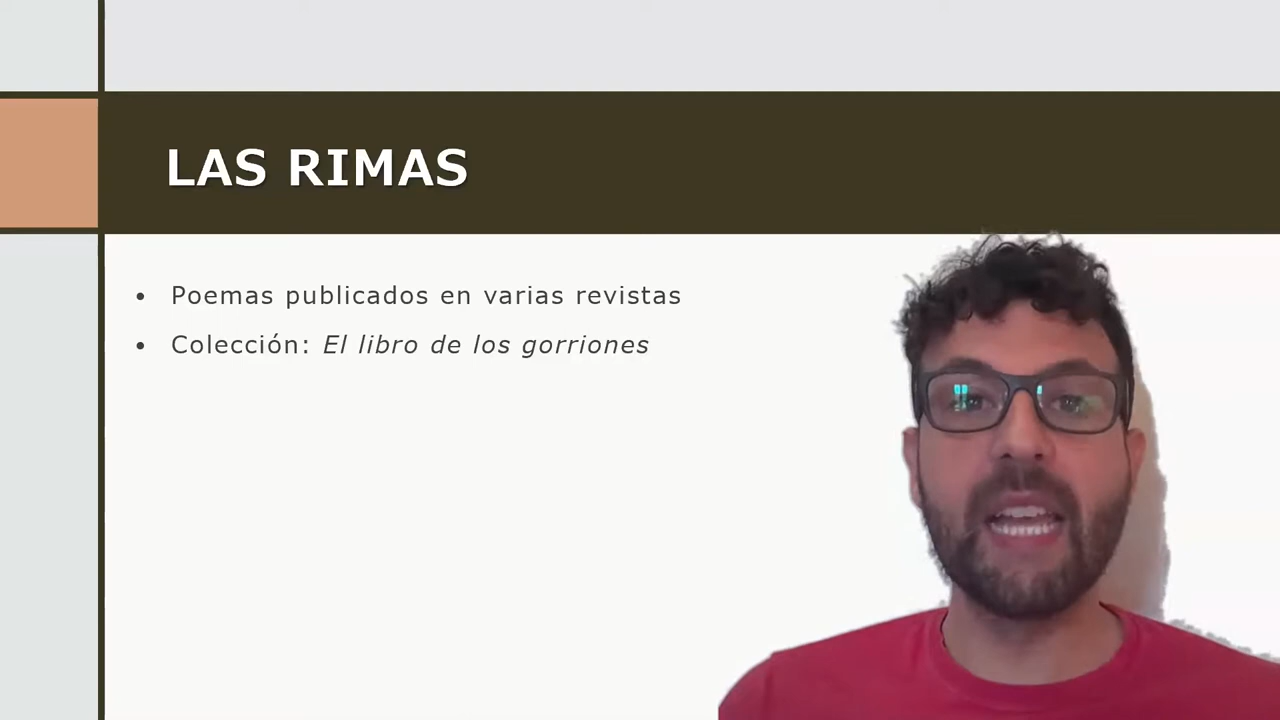 LAS RIMAS
• Poemas publicados en varias revistas
• Colección: El libro de los gorriones